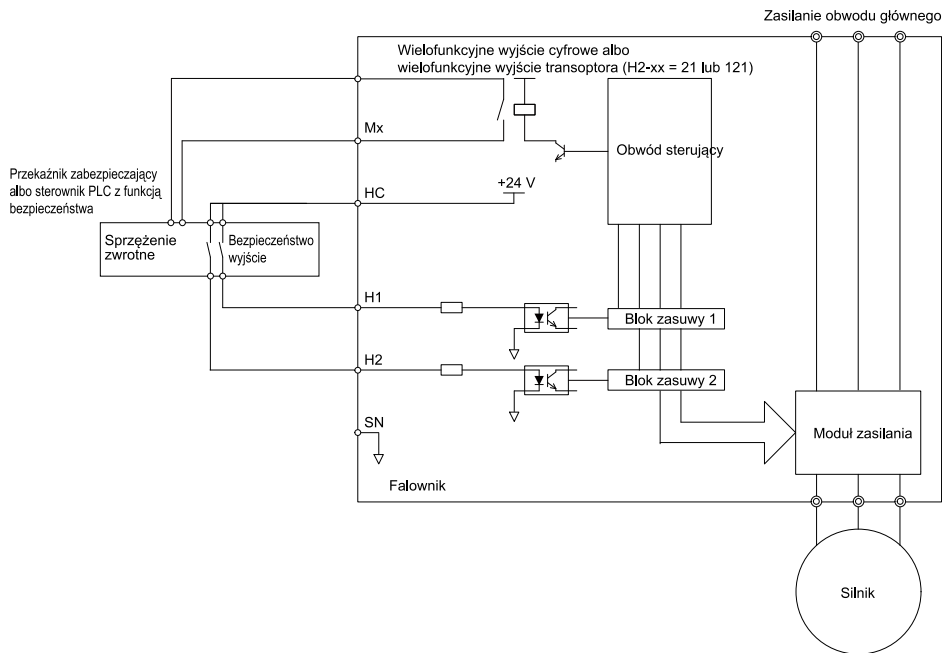 Zasilanie obwodu głównego
Wielofunkcyjne wyjście cyfrowe albo
wielofunkcyjne wyjście transoptora (H2-xx = 21 lub 121)
Mx
Obwód sterujący
Przekaźnik zabezpieczający
albo sterownik PLC z funkcją
bezpieczeństwa
HC
+24 V
Sprzężenie
zwrotne
Bezpieczeństwo
wyjście
H1
Blok zasuwy 1
H2
Blok zasuwy 2
SN
Moduł zasilania
Falownik
Silnik